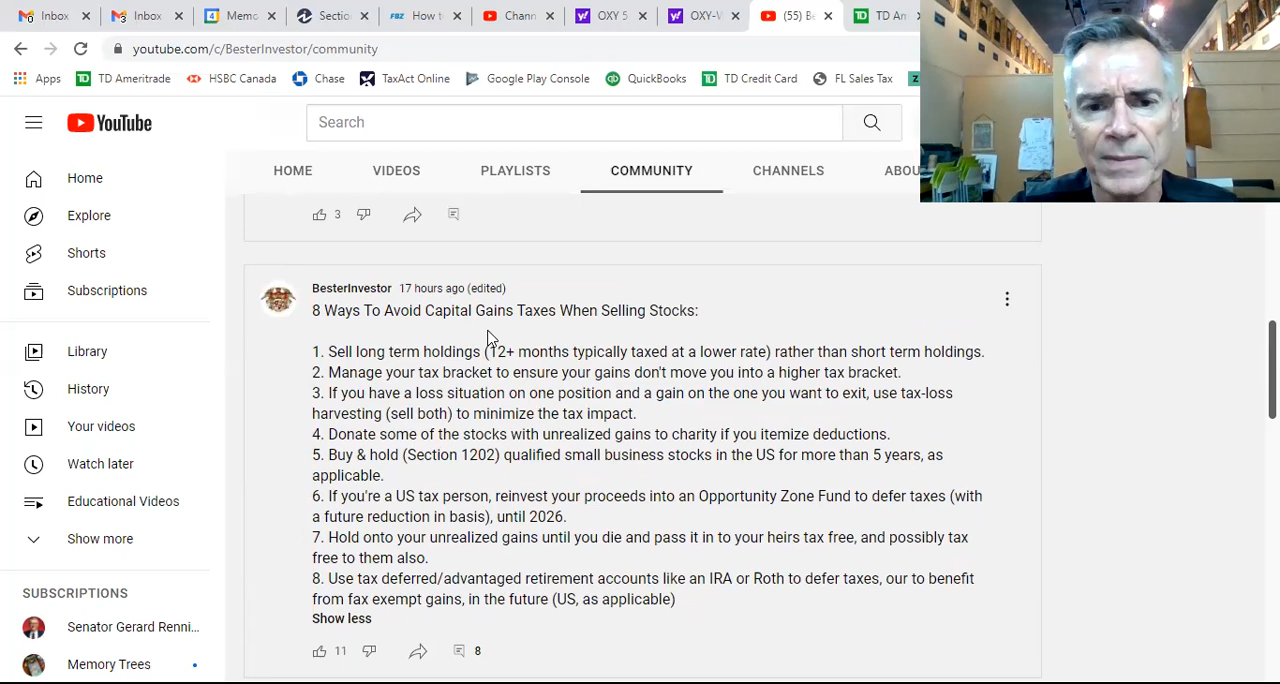 Inbox
Inbox
Memo
Sectio
How t
Chann
OXY 5
OXY-W
(55) Be
TD Am
youtube.com/c/BesterInvestor/community
Apps
TD Ameritrade
HSBC Canada
Chase
TaxAct Online
Google Play Console
QuickBooks
TD Credit Card
FL Sales Tax
YouTube
Search
HOME
VIDEOS
PLAYLISTS
COMMUNITY
CHANNELS
ABOU
Home
Explore
Shorts
Subscriptions
Library
History
Your videos
Watch later
Educational Videos
Show more
SUBSCRIPTIONS
Senator Gerard Renni...
Memory Trees
3
BesterInvestor 17 hours ago (edited)
8 Ways To Avoid Capital Gains Taxes When Selling Stocks:
1. Sell long term holdings (12+ months typically taxed at a lower rate) rather than short term holdings.
2. Manage your tax bracket to ensure your gains don't move you into a higher tax bracket.
3. If you have a loss situation on one position and a gain on the one you want to exit, use tax-loss
harvesting (sell both) to minimize the tax impact.
4. Donate some of the stocks with unrealized gains to charity if you itemize deductions.
5. Buy & hold (Section 1202) qualified small business stocks in the US for more than 5 years, as
applicable.
6. If you're a US tax person, reinvest your proceeds into an Opportunity Zone Fund to defer taxes (with
a future reduction in basis), until 2026.
7. Hold onto your unrealized gains until you die and pass it in to your heirs tax free, and possibly tax
free to them also.
8. Use tax deferred/advantaged retirement accounts like an IRA or Roth to defer taxes, our to benefit
from fax exempt gains, in the future (US, as applicable)
Show less
11
8